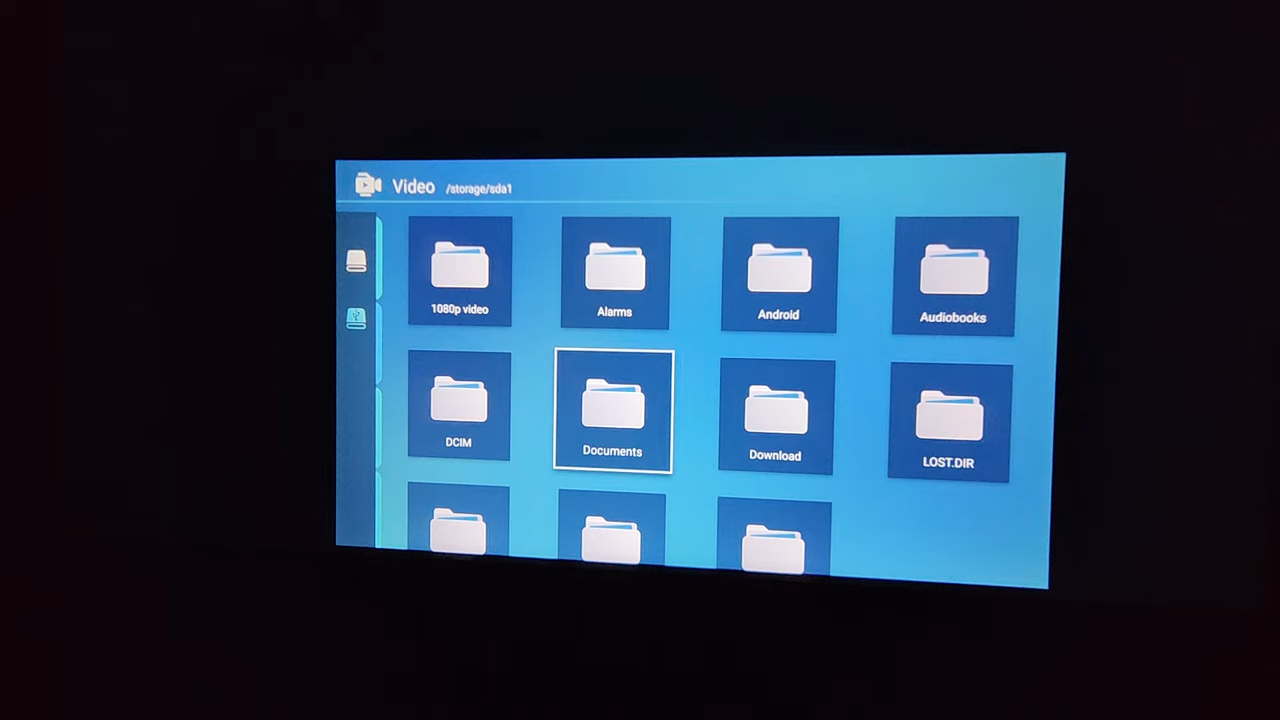 Video /storage/sda1
1080p video
Alarms
Android
Audiobooks
DCIM
Documents
Download
LOST.DIR